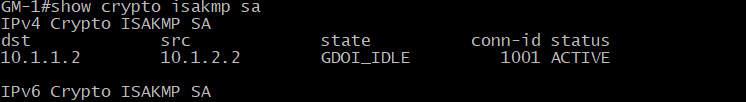 GM-1#show crypto isakmp sa
IPv4 Crypto ISAKMP SA
dst src state conn-id status
10.1.1.2 10.1.2.2 GDOI_IDLE 1001 ACTIVE
IPv6 Crypto ISAKMP SA